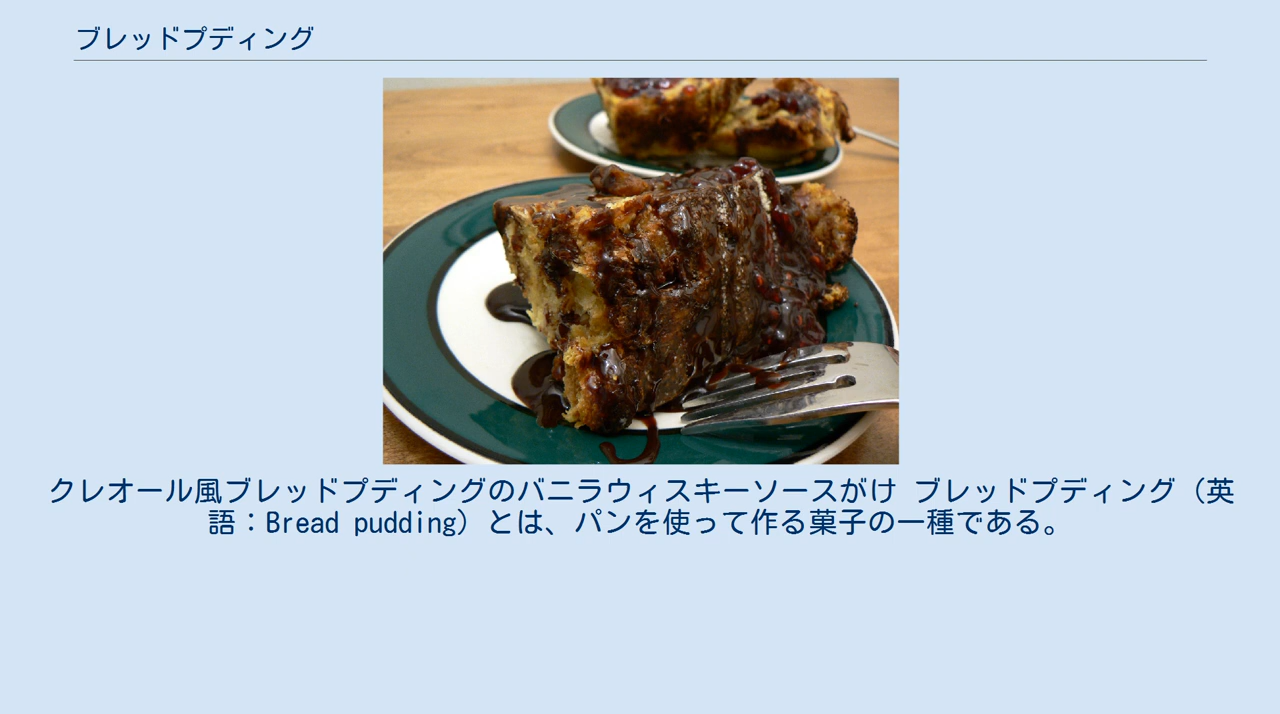 ブレッドプディング
クレオール風ブレッドプディングのバニラウィスキーソースがけ ブレッドプディング（英
語：Bread pudding）とは、パンを使って作る菓子の一種である。